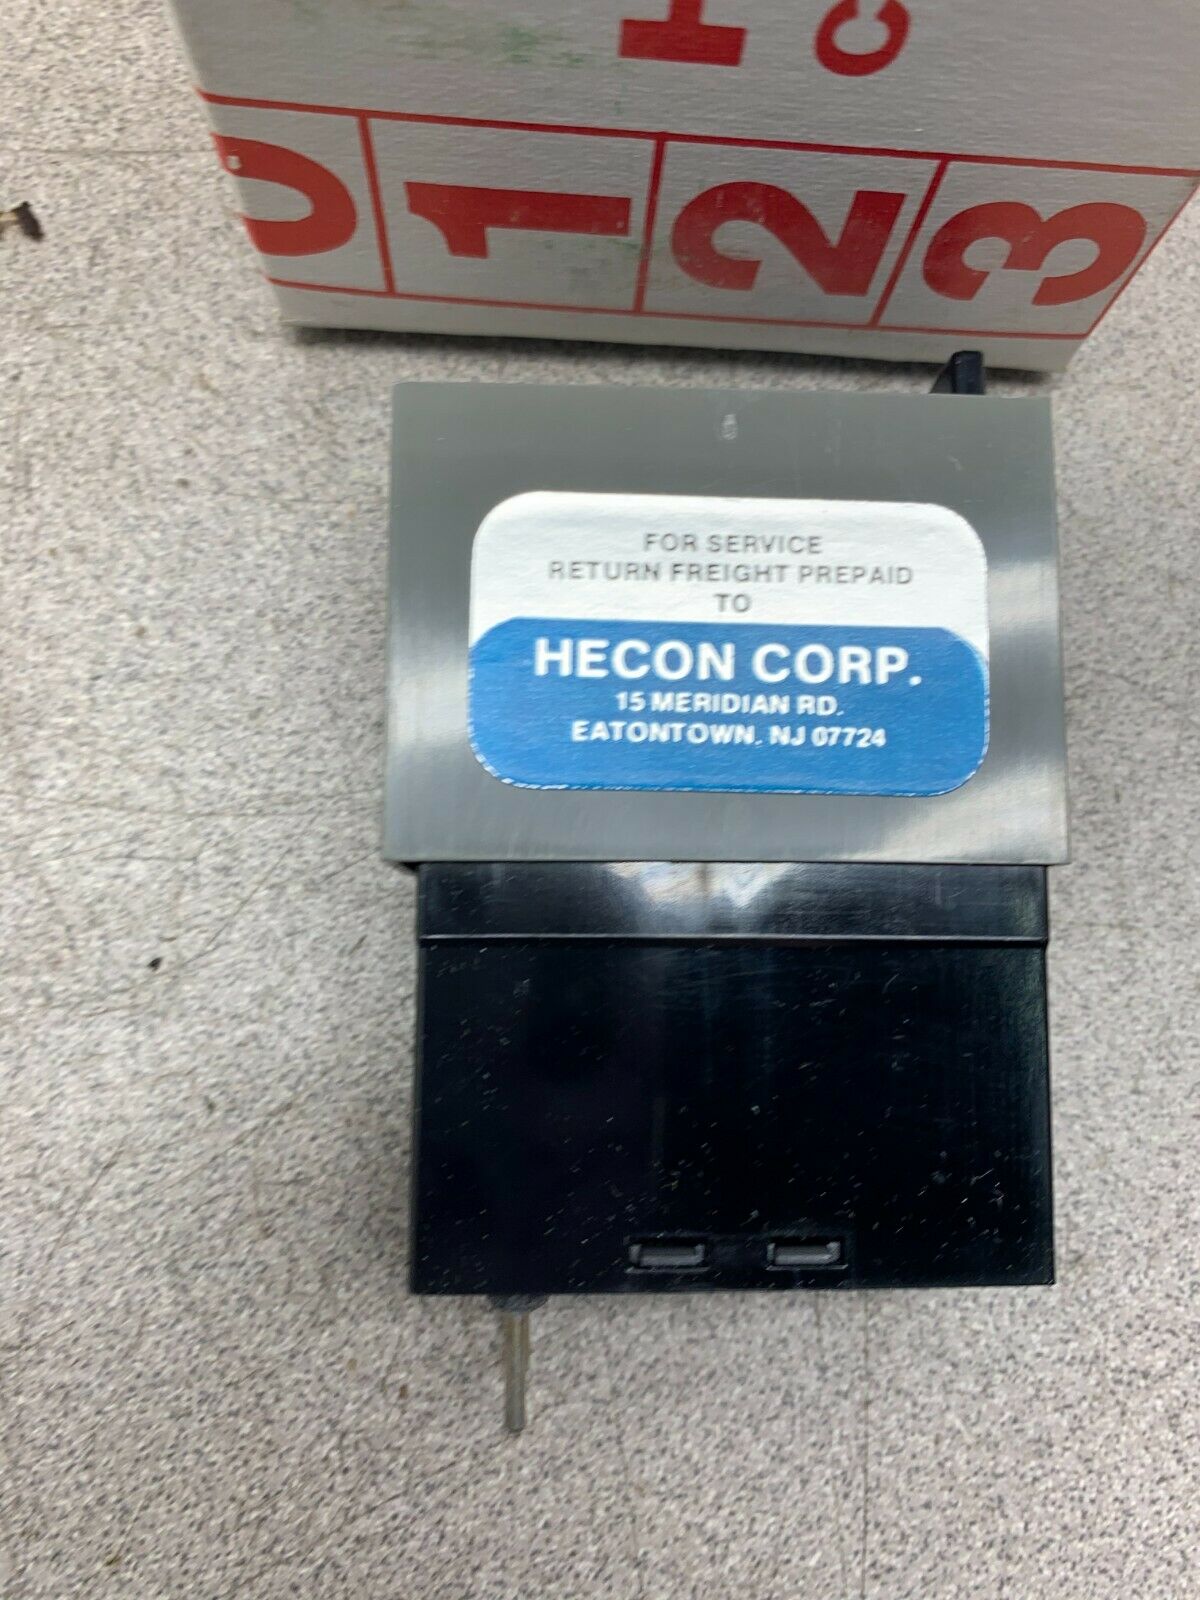 0 1 2 3
FOR SERVICE
RETURN FREIGHT PREPAID
TO
HECON CORP.
15 MERIDIAN RD.
EATONTOWN, NJ 07724